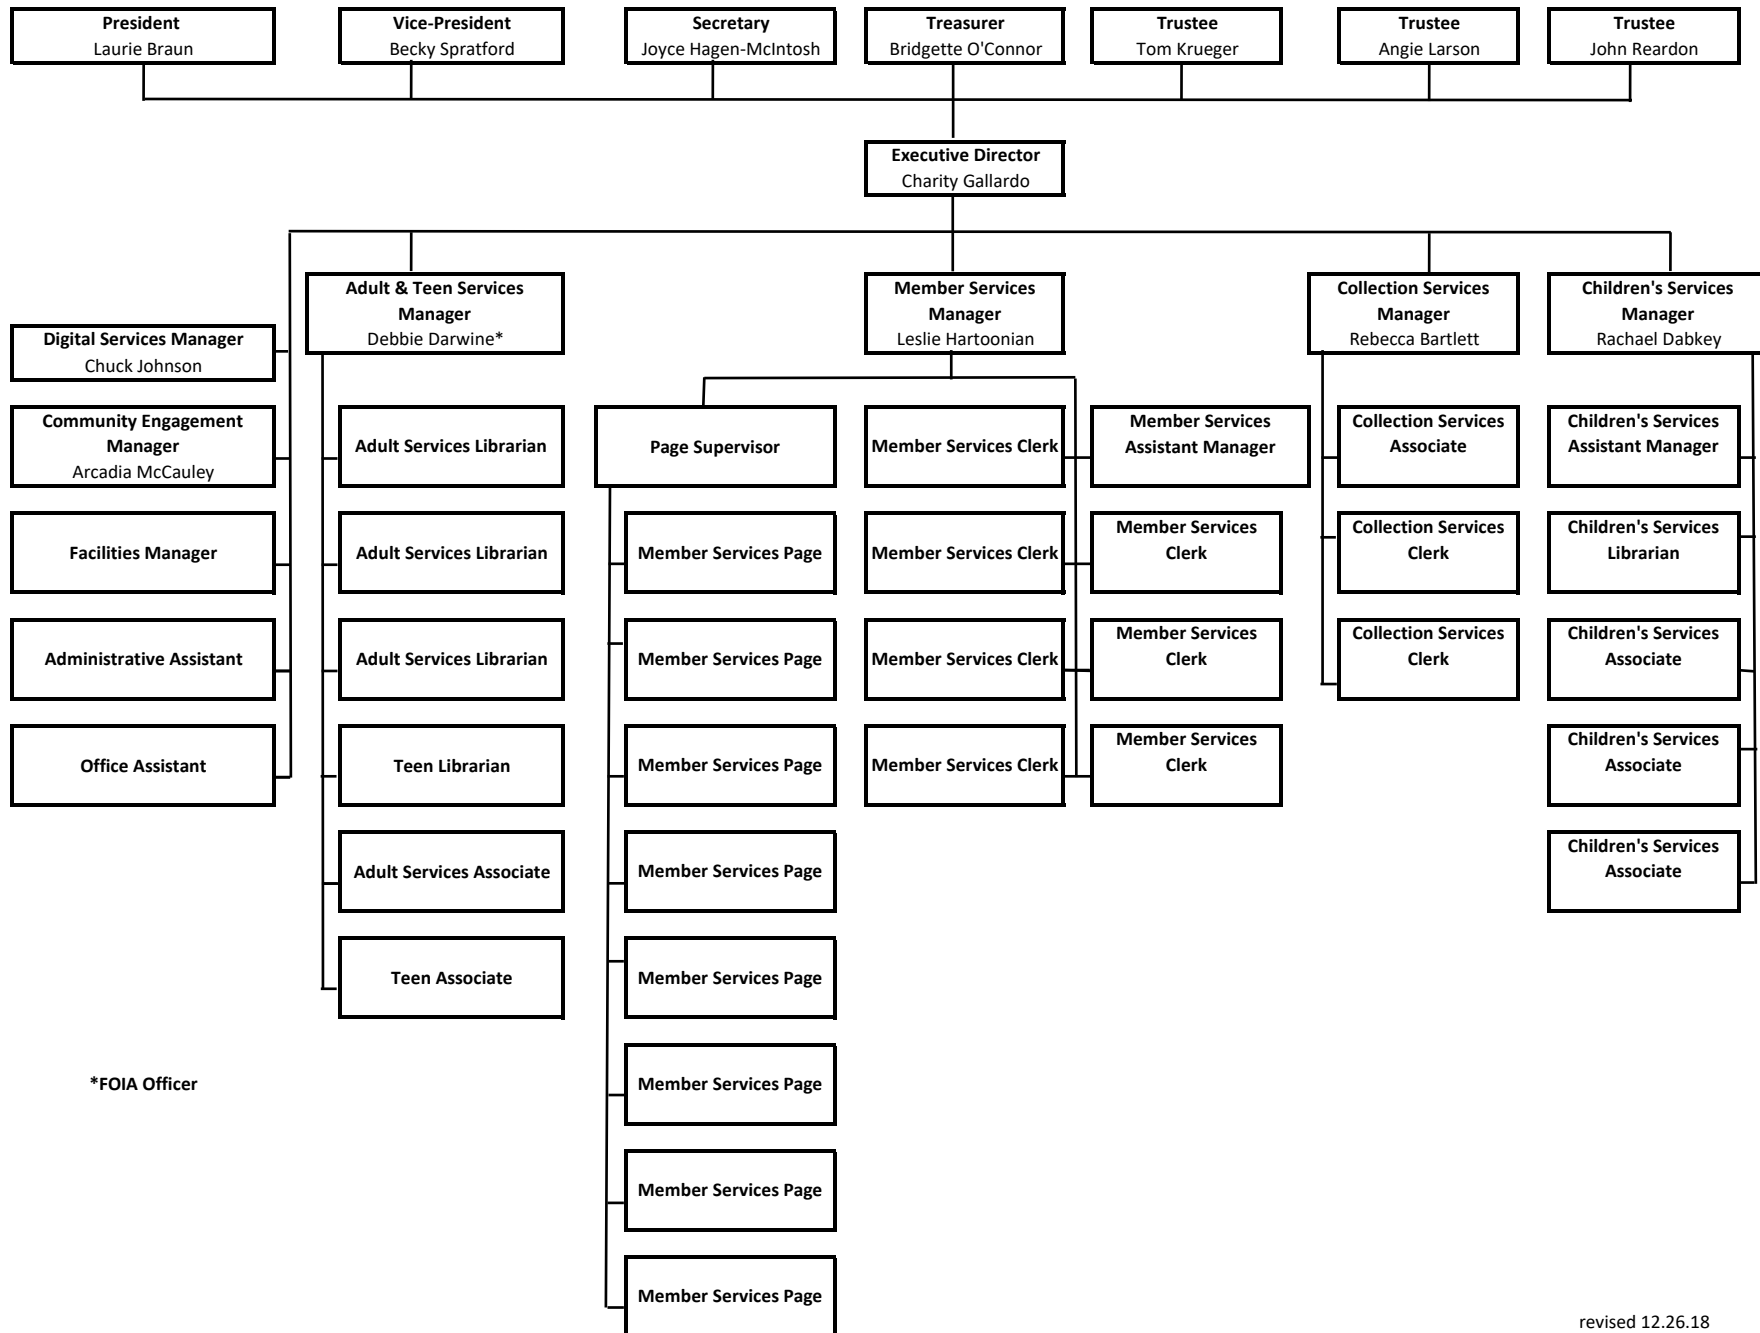 President
Laurie Braun
Vice-President
Becky Spratford
Secretary
Joyce Hagen-McIntosh
Treasurer
Bridgette O'Connor
Trustee
Tom Krueger
Trustee
Angie Larson
Trustee
John Reardon
Executive Director
Charity Gallardo
Adult & Teen Services
Manager
Debbie Darwine*
Member Services
Manager
Leslie Hartoonian
Collection Services
Manager
Rebecca Bartlett
Children's Services
Manager
Rachael Dabkey
Digital Services Manager
Chuck Johnson
Community Engagement
Manager
Arcadia McCauley
Adult Services Librarian
Page Supervisor
Member Services Clerk
Member Services
Assistant Manager
Collection Services
Associate
Children's Services
Assistant Manager
Facilities Manager
Adult Services Librarian
Member Services Page
Member Services Clerk
Member Services
Clerk
Collection Services
Clerk
Children's Services
Librarian
Administrative Assistant
Adult Services Librarian
Member Services Page
Member Services Clerk
Member Services
Clerk
Collection Services
Clerk
Children's Services
Associate
Office Assistant
Teen Librarian
Member Services Page
Member Services Clerk
Member Services
Clerk
Children's Services
Associate
Adult Services Associate
Member Services Page
Children's Services
Associate
Teen Associate
Member Services Page
*FOIA Officer
Member Services Page
Member Services Page
Member Services Page
revised 12.26.18